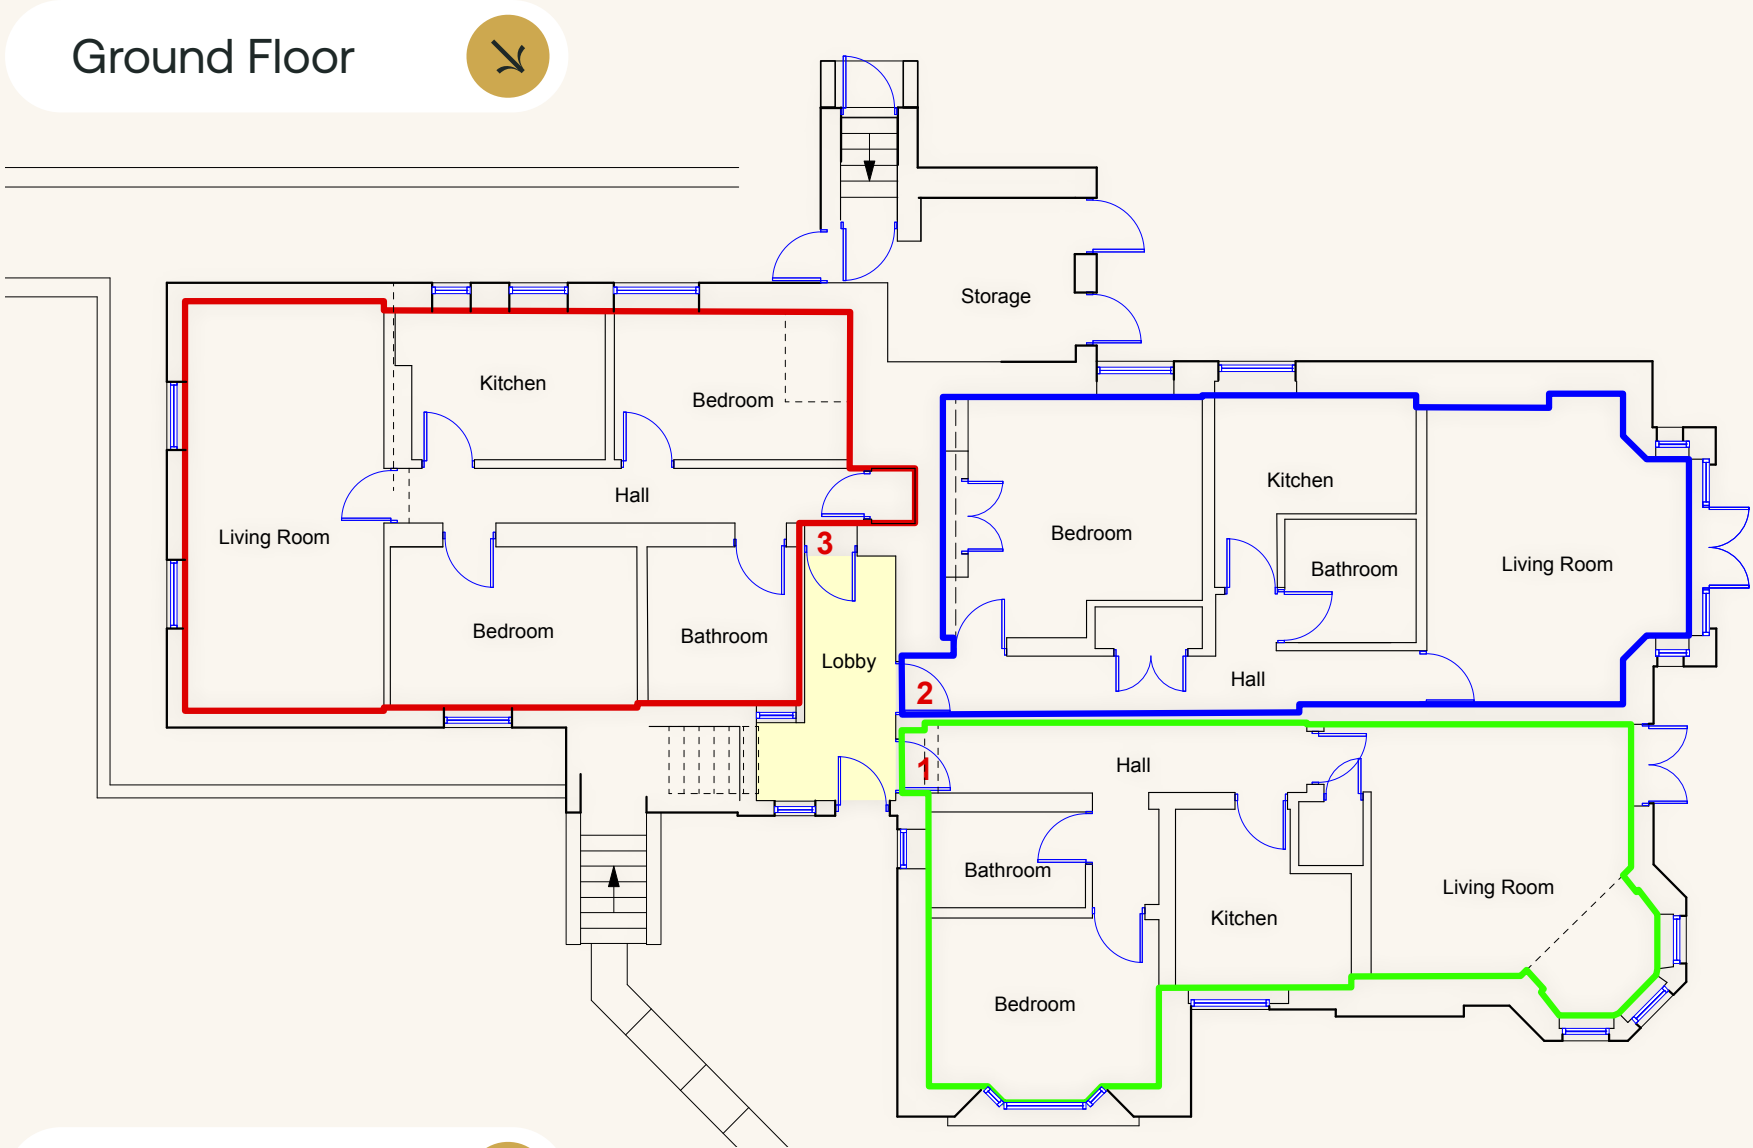 Ground Floor
Storage
Kitchen
Bedroom
Hall
Living Room
3
Bedroom
Bathroom
Lobby
Kitchen
Bedroom
Bathroom
Living Room
2
Hall
1
Hall
Bathroom
Kitchen
Living Room
Bedroom